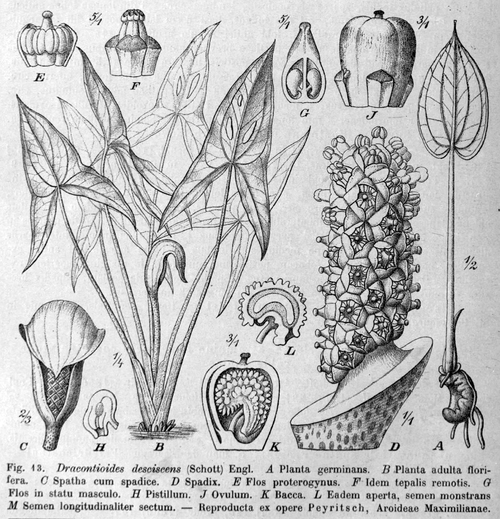 5/1
5/1
3/1
E
F
G
J
1/2
3/1
L
2/3
1/4
1/1
C
H
B
K
D
A
Fig. 13. Dracontioides desciscens (Schott) Engl. A Planta germinans. B Planta adulta flori-
fera. C Spatha cum spadice. D Spadix. E Flos proterogynus. F Idem tepalis remotis. G
Flos in statu masculo. H Pistillum. J Ovulum. K Bacca. L Eadem aperta, semen monstrans
M Semen longitudinaliter sectum. — Reproducta ex opere Peyritsch, Aroideae Maximilianae.